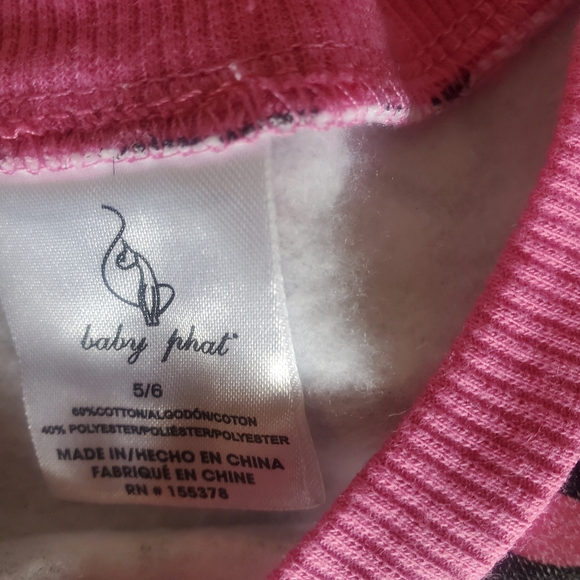 baby phat
5/6
60%COTTON/ALGODÓN/COTON
40% POLYESTER/POLIÉSTER/POLYESTER
MADE IN/HECHO EN CHINA
FABRIQUÉ EN CHINE
RN # 155378